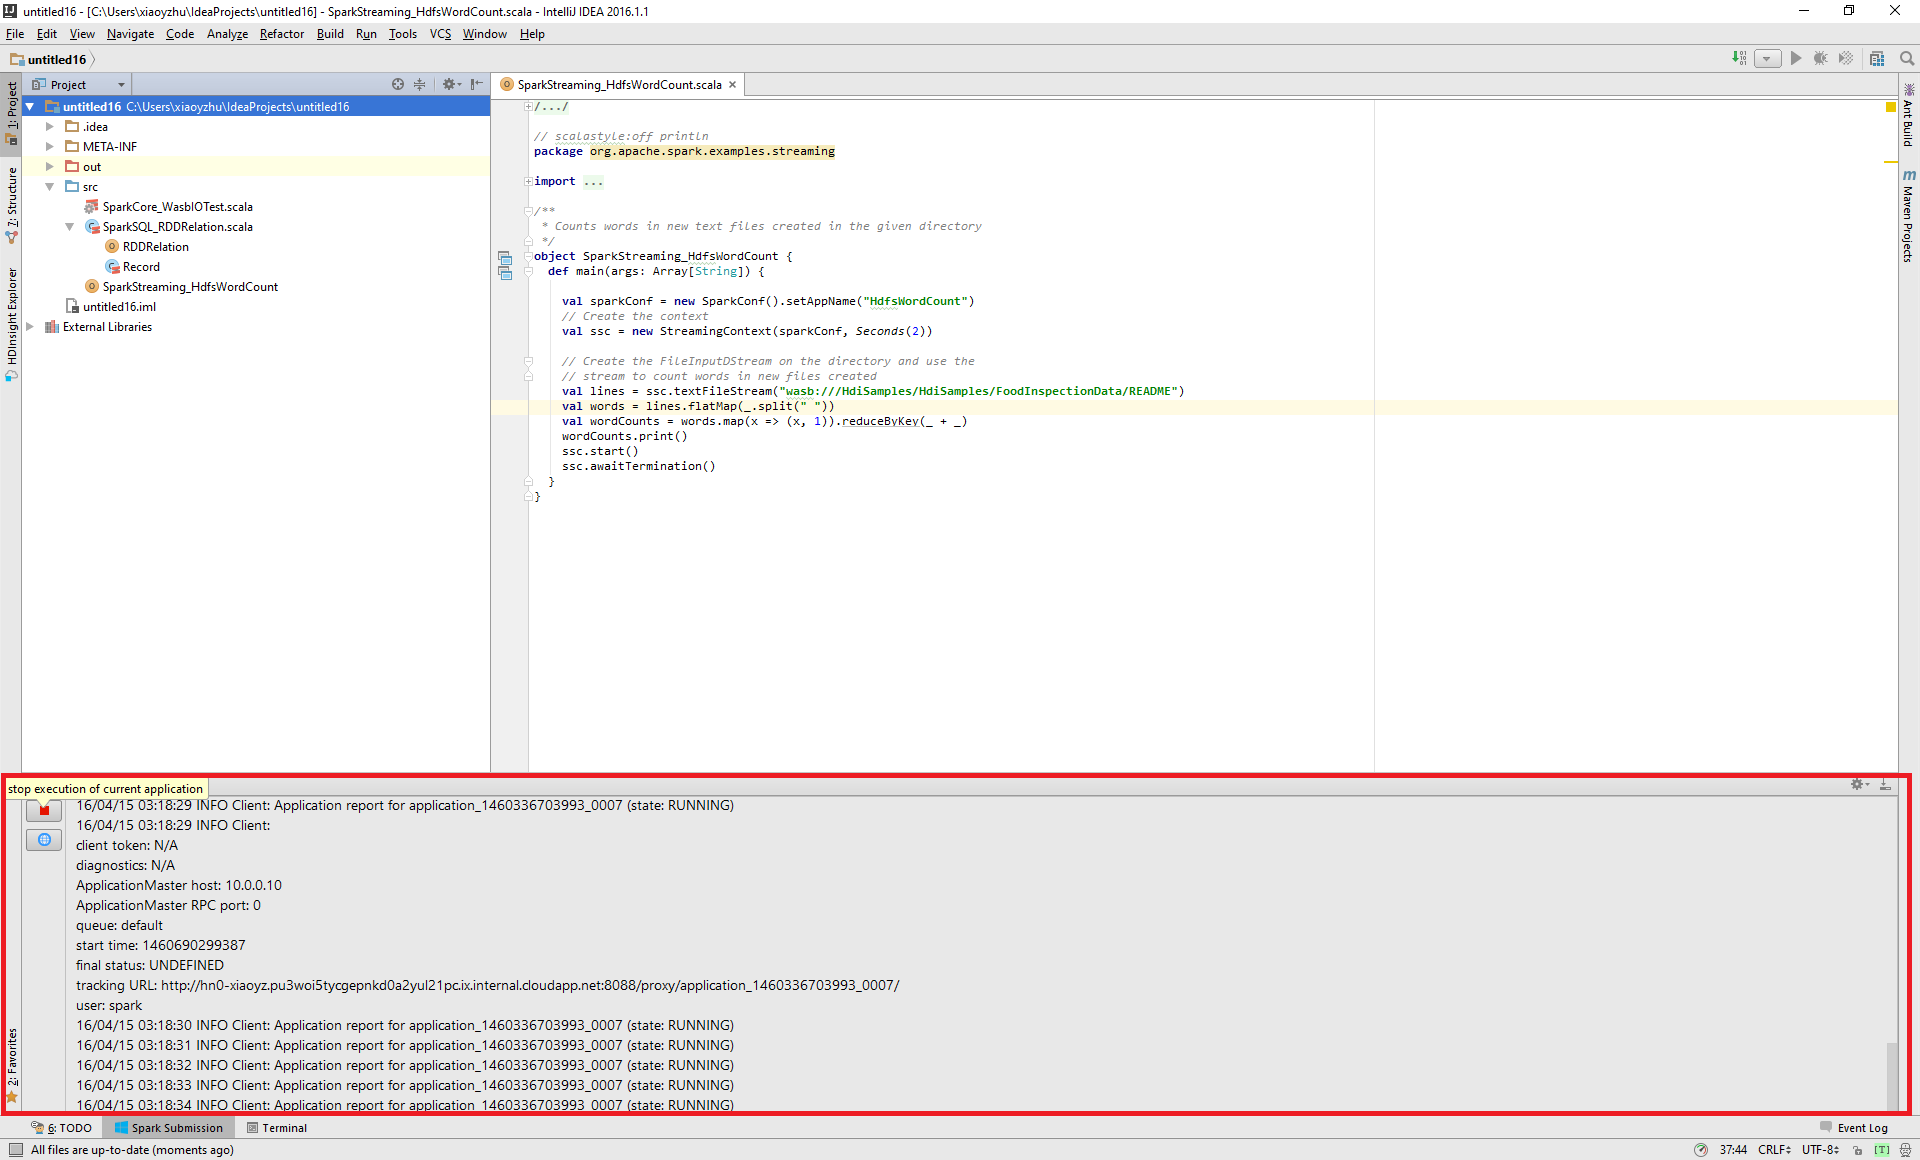 untitled16 - [C:\Users\xiaoyzhu\IdeaProjects\untitled16] - SparkStreaming_HdfsWordCount.scala - IntelliJ IDEA 2016.1.1
File Edit View Navigate Code Analyze Refactor Build Run Tools VCS Window Help
untitled16
1: Project
7: Structure
HDInsight Explorer
2: Favorites
Project
untitled16 C:\Users\xiaoyzhu\IdeaProjects\untitled16
.idea
META-INF
out
src
SparkCore_WasbIOTest.scala
SparkSQL_RDDRelation.scala
RDDRelation
Record
SparkStreaming_HdfsWordCount
untitled16.iml
External Libraries
SparkStreaming_HdfsWordCount.scala
/.../
// scalastyle:off println
package org.apache.spark.examples.streaming
import ...
/**
* Counts words in new text files created in the given directory
*/
object SparkStreaming_HdfsWordCount {
def main(args: Array[String]) {
val sparkConf = new SparkConf().setAppName("HdfsWordCount")
// Create the context
val ssc = new StreamingContext(sparkConf, Seconds(2))
// Create the FileInputDStream on the directory and use the
// stream to count words in new files created
val lines = ssc.textFileStream("wasb:///HdiSamples/HdiSamples/FoodInspectionData/README")
val words = lines.flatMap(_.split(" "))
val wordCounts = words.map(x => (x, 1)).reduceByKey(_ + _)
wordCounts.print()
ssc.start()
ssc.awaitTermination()
}
}
Ant Build
m Maven Projects
stop execution of current application
16/04/15 03:18:29 INFO Client: Application report for application_1460336703993_0007 (state: RUNNING)
16/04/15 03:18:29 INFO Client:
client token: N/A
diagnostics: N/A
ApplicationMaster host: 10.0.0.10
ApplicationMaster RPC port: 0
queue: default
start time: 1460690299387
final status: UNDEFINED
tracking URL: http://hn0-xiaoyz.pu3woi5tycgepnkd0a2yul21pc.ix.internal.cloudapp.net:8088/proxy/application_1460336703993_0007/
user: spark
16/04/15 03:18:30 INFO Client: Application report for application_1460336703993_0007 (state: RUNNING)
16/04/15 03:18:31 INFO Client: Application report for application_1460336703993_0007 (state: RUNNING)
16/04/15 03:18:32 INFO Client: Application report for application_1460336703993_0007 (state: RUNNING)
16/04/15 03:18:33 INFO Client: Application report for application_1460336703993_0007 (state: RUNNING)
16/04/15 03:18:34 INFO Client: Application report for application_1460336703993_0007 (state: RUNNING)
6: TODO Spark Submission Terminal Event Log
All files are up-to-date (moments ago) 37:44 CRLF UTF-8 [T]